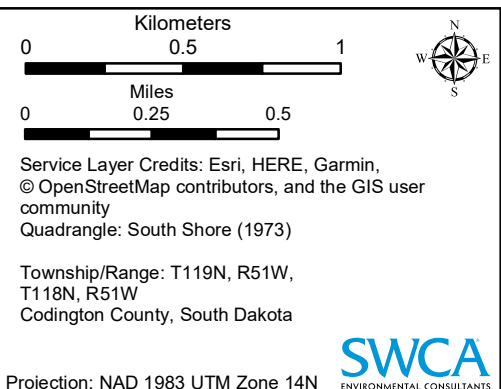 Kilometers
0 0.5 1
N
W E
S
Miles
0 0.25 0.5
Service Layer Credits: Esri, HERE, Garmin,
© OpenStreetMap contributors, and the GIS user
community
Quadrangle: South Shore (1973)
Township/Range: T119N, R51W,
T118N, R51W
Codington County, South Dakota
Projection: NAD 1983 UTM Zone 14N
SWCA
ENVIRONMENTAL CONSULTANTS